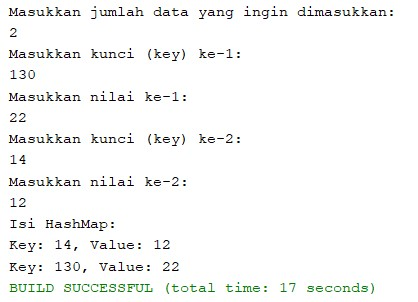 Masukkan jumlah data yang ingin dimasukkan:
2
Masukkan kunci (key) ke-1:
130
Masukkan nilai ke-1:
22
Masukkan kunci (key) ke-2:
14
Masukkan nilai ke-2:
12
Isi HashMap:
Key: 14, Value: 12
Key: 130, Value: 22
BUILD SUCCESSFUL (total time: 17 seconds)